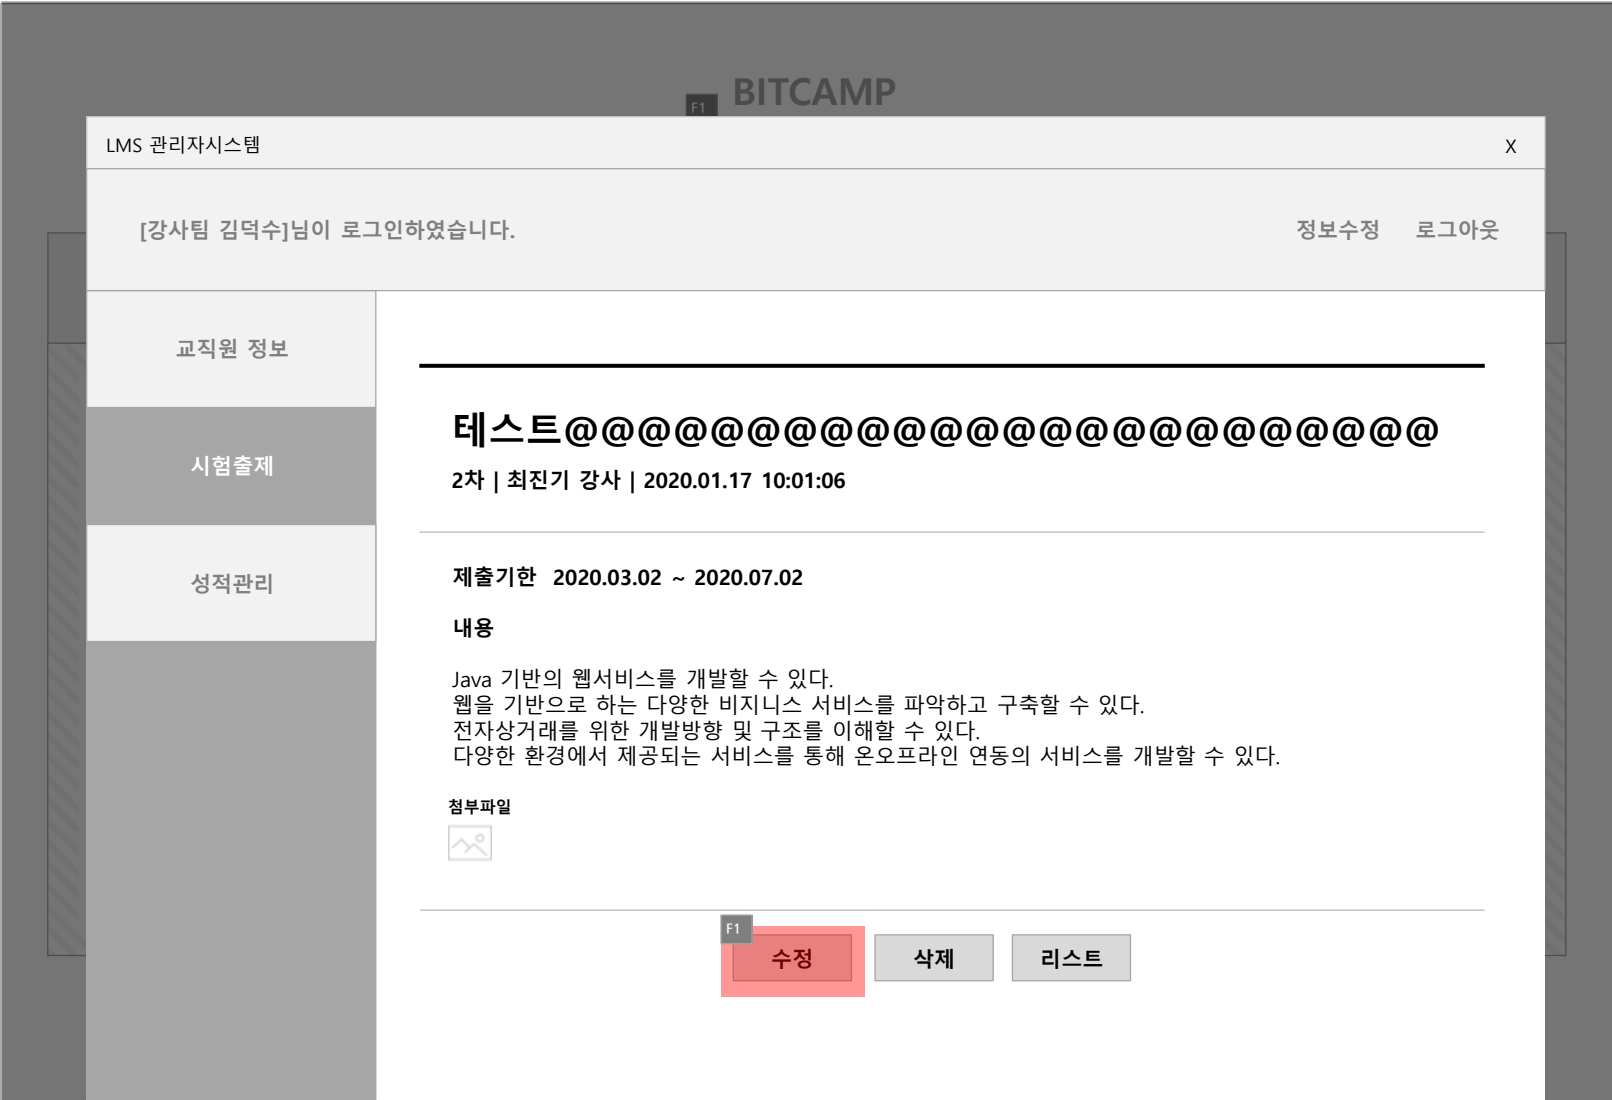 BITCAMP
F1
LMS 관리자시스템
X
[강사팀 김덕수]님이 로그인하였습니다.
정보수정 로그아웃
교직원 정보
시험출제
성적관리
테스트@@@@@@@@@@@@@@@@@@@@@@@@
2차 | 최진기 강사 | 2020.01.17 10:01:06
제출기한 2020.03.02 ~ 2020.07.02
내용
Java 기반의 웹서비스를 개발할 수 있다.
웹을 기반으로 하는 다양한 비지니스 서비스를 파악하고 구축할 수 있다.
전자상거래를 위한 개발방향 및 구조를 이해할 수 있다.
다양한 환경에서 제공되는 서비스를 통해 온오프라인 연동의 서비스를 개발할 수 있다.
첨부파일
F1
수정 삭제 리스트